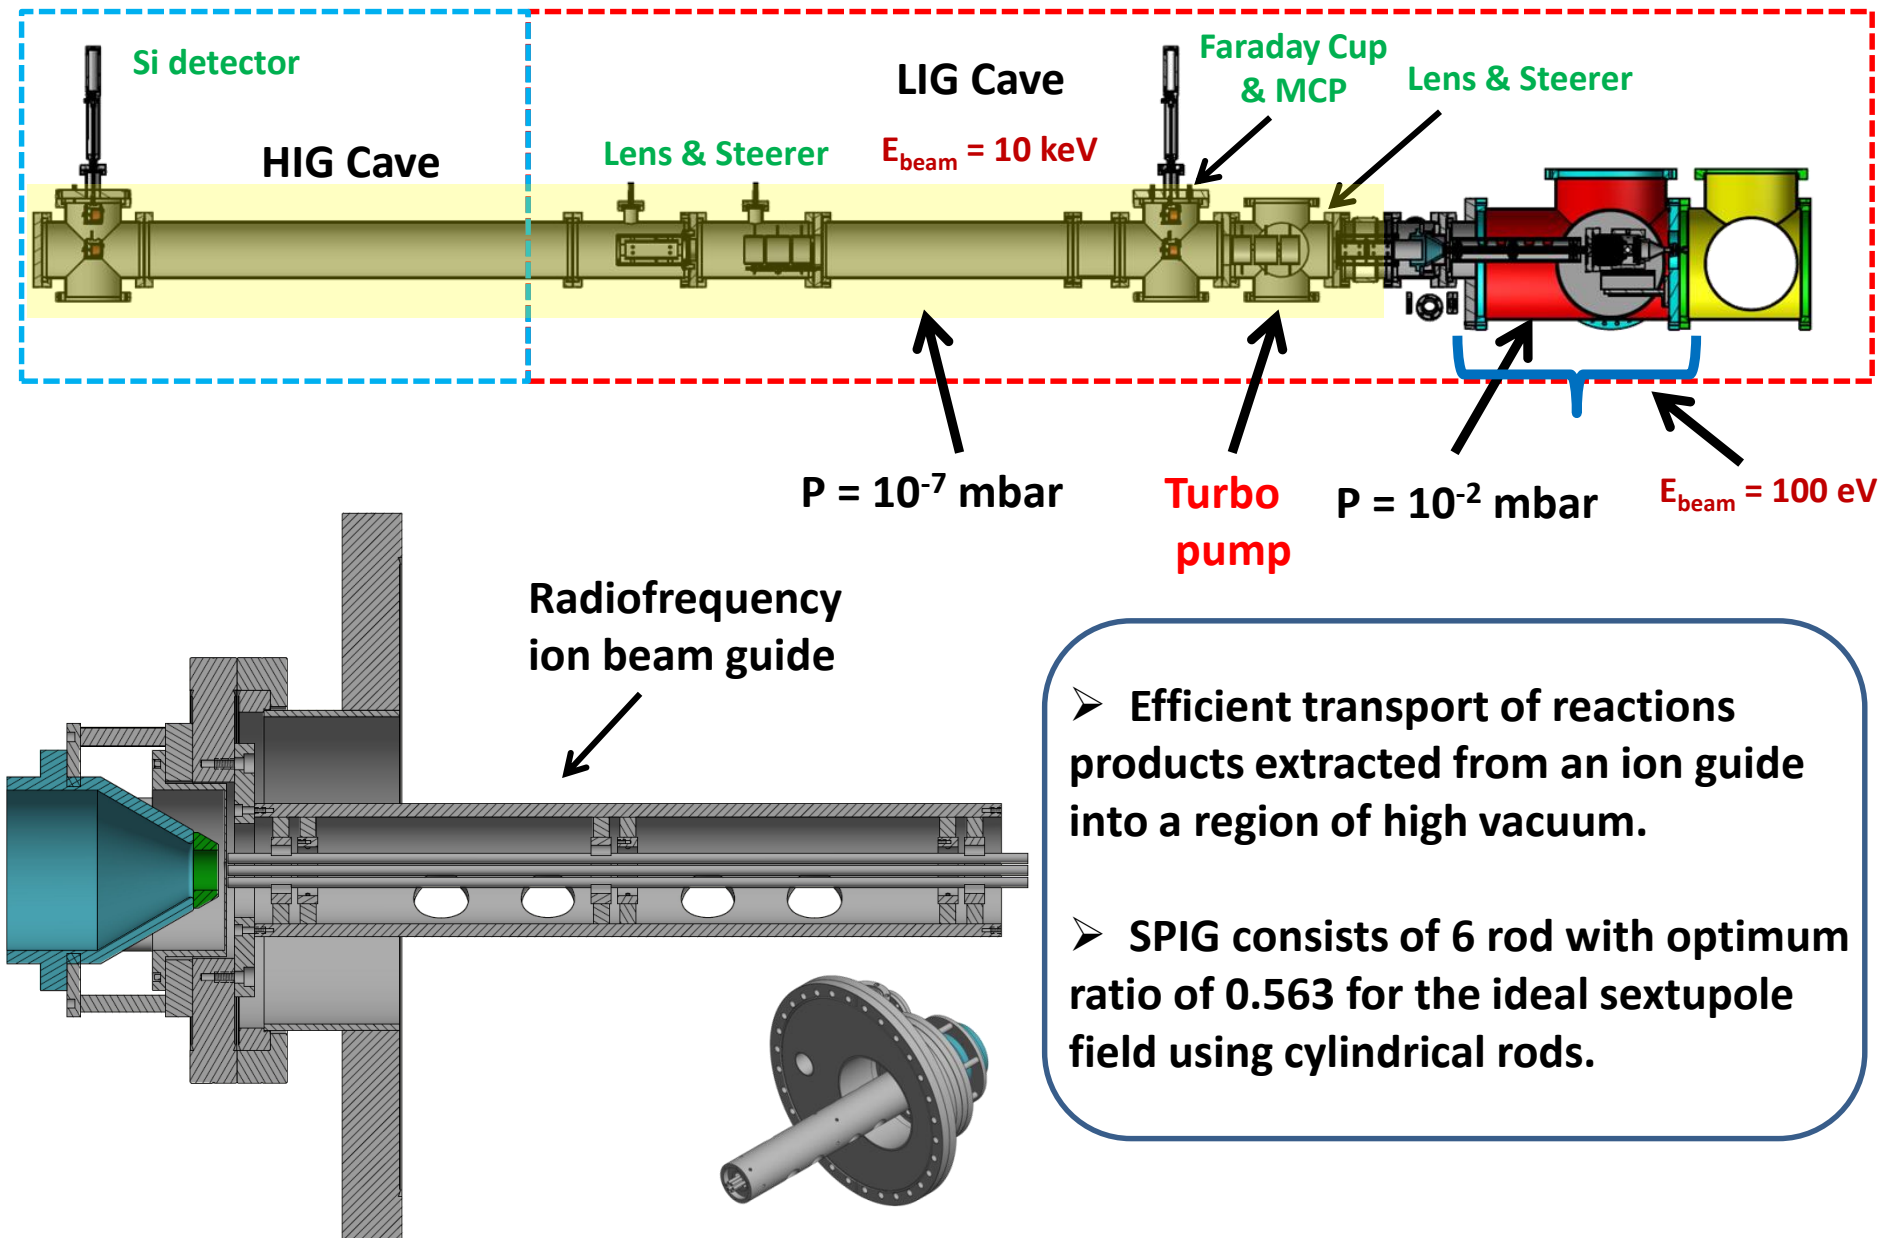 Si detector
HIG Cave
LIG Cave
Faraday Cup
& MCP
Lens & Steerer
Lens & Steerer
E_beam = 10 keV
P = 10⁻⁷ mbar
Turbo
pump
P = 10⁻² mbar
E_beam = 100 eV
Radiofrequency
ion beam guide
➢ Efficient transport of reactions
products extracted from an ion guide
into a region of high vacuum.
➢ SPIG consists of 6 rod with optimum
ratio of 0.563 for the ideal sextupole
field using cylindrical rods.